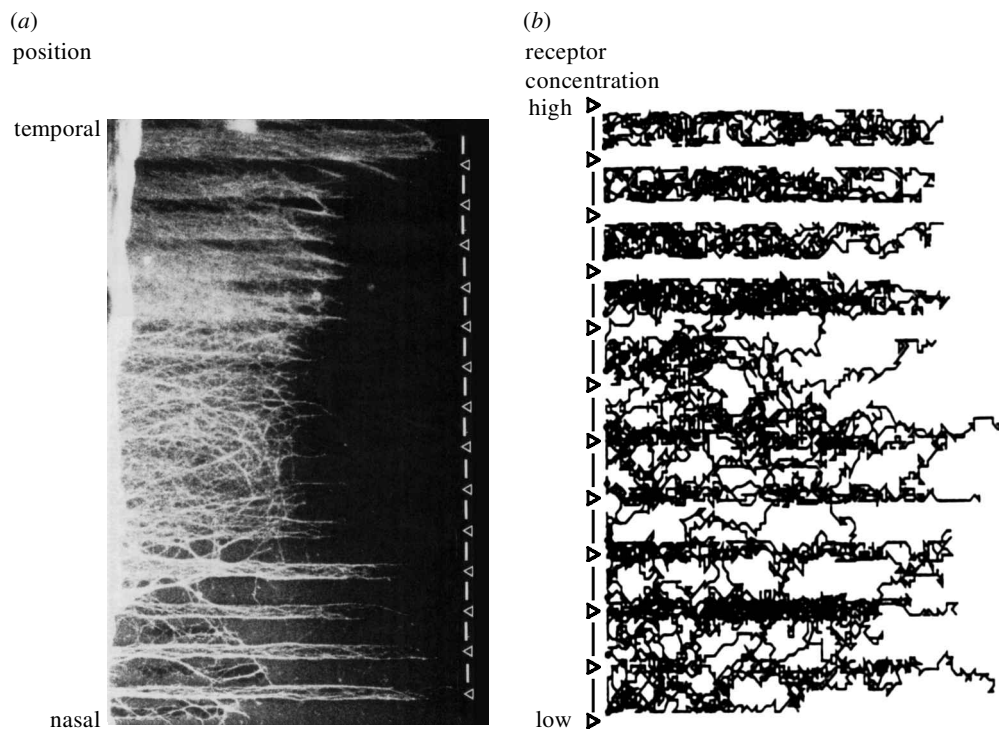 (a)
position
temporal
nasal
(b)
receptor
concentration
high
low